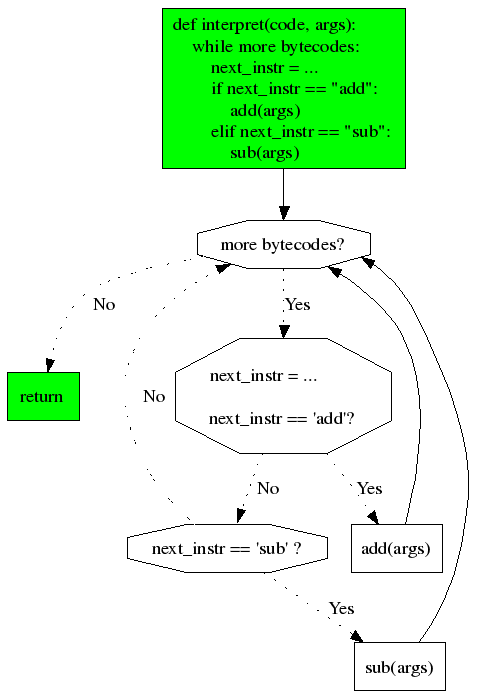 def interpret(code, args):
while more bytecodes:
next_instr = ...
if next_instr == "add":
add(args)
elif next_instr == "sub":
sub(args)
more bytecodes?
No
Yes
return
next_instr = ...
No
next_instr == 'add'?
No
Yes
next_instr == 'sub' ?
add(args)
Yes
sub(args)